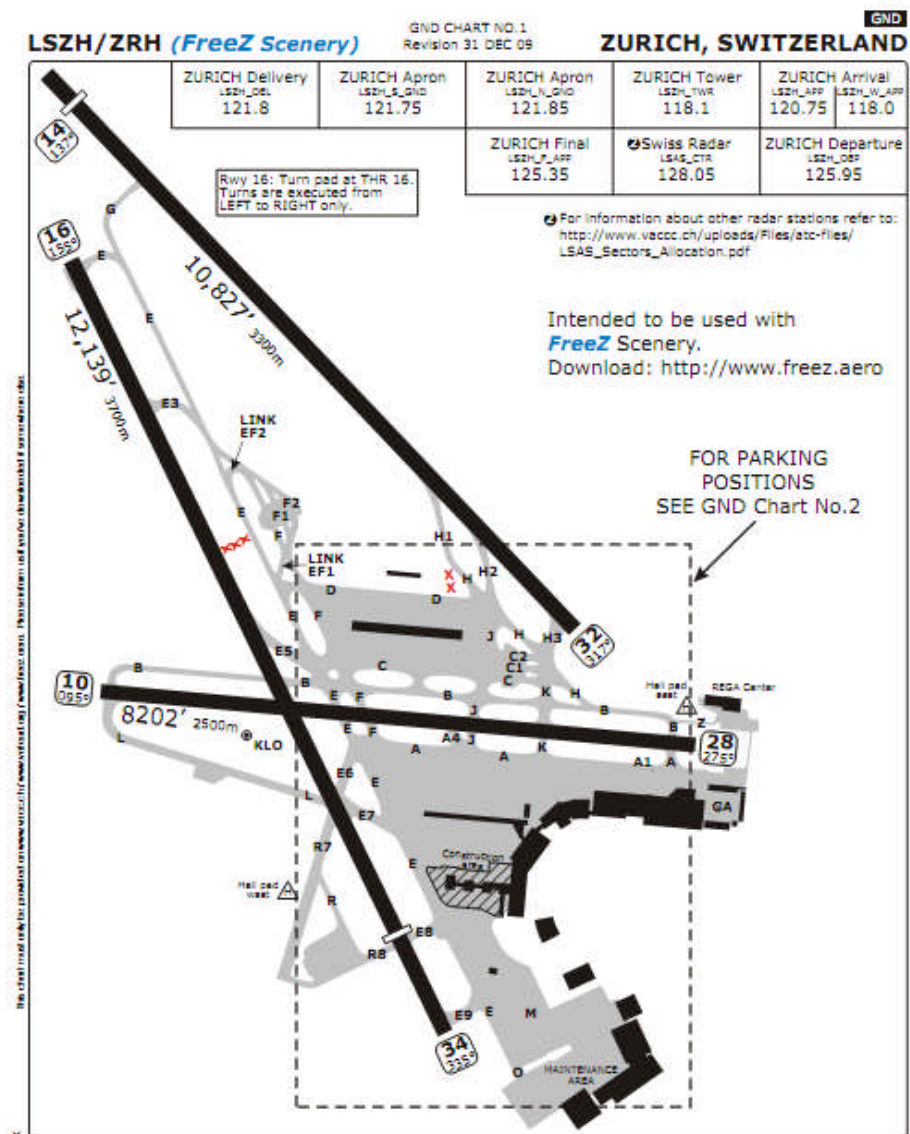 GND
LSZH/ZRH (FreeZ Scenery)
GND CHART NO.1
Revision 31 DEC 09
ZURICH, SWITZERLAND
ZURICH Delivery
LSZH_DEL
121.8
ZURICH Apron
LSZH_S_GND
121.75
ZURICH Apron
LSZH_N_GND
121.85
ZURICH Tower
LSZH_TWR
118.1
ZURICH Arrival
LSZH_APP LSZH_W_APP
120.75 118.0
ZURICH Final
LSZH_F_APP
125.35
Swiss Radar
LSAS_CTR
128.05
ZURICH Departure
LSZH_DEP
125.95
Rwy 16: Turn pad at THR 16.
Turns are executed from
LEFT to RIGHT only.
For information about other radar stations refer to:
http://www.vaccc.ch/uploads/Files/atc-files/
LSAS_Sectors_Allocation.pdf
Intended to be used with
FreeZ Scenery.
Download: http://www.freez.aero
FOR PARKING
POSITIONS
SEE GND Chart No.2
14
137°
16
155°
G
E
10,827' 3300m
12,139' 3700m
E
E3
LINK
EF2
F2
F1
E
F
LINK
EF1
H1
H2
H
D
D
E
F
J
H
H3
32
317°
E5
C2
C1
C
C
10
095°
B
B
E
F
B
K
H
B
Heli pad
east
H
REGA Center
8202' 2500m
KLO
L
E
F
J
A4
J
A
A
K
B
Z
28
275°
A1
A
E6
E
L
E7
GA
R7
E
Construction
area
Heli pad
west
H
R
E8
R8
E9
E
M
34
335°
O
MAINTENANCE
AREA